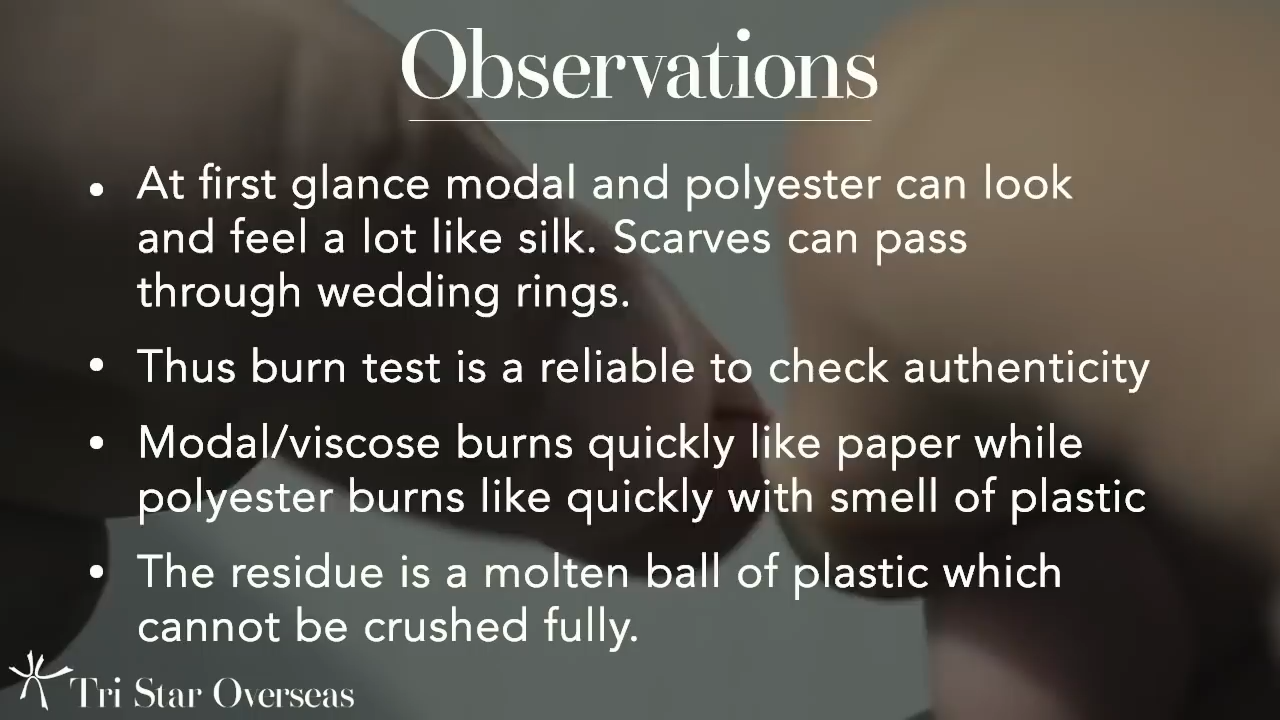 Observations
• At first glance modal and polyester can look
and feel a lot like silk. Scarves can pass
through wedding rings.
• Thus burn test is a reliable to check authenticity
• Modal/viscose burns quickly like paper while
polyester burns like quickly with smell of plastic
• The residue is a molten ball of plastic which
cannot be crushed fully.
Tri Star Overseas